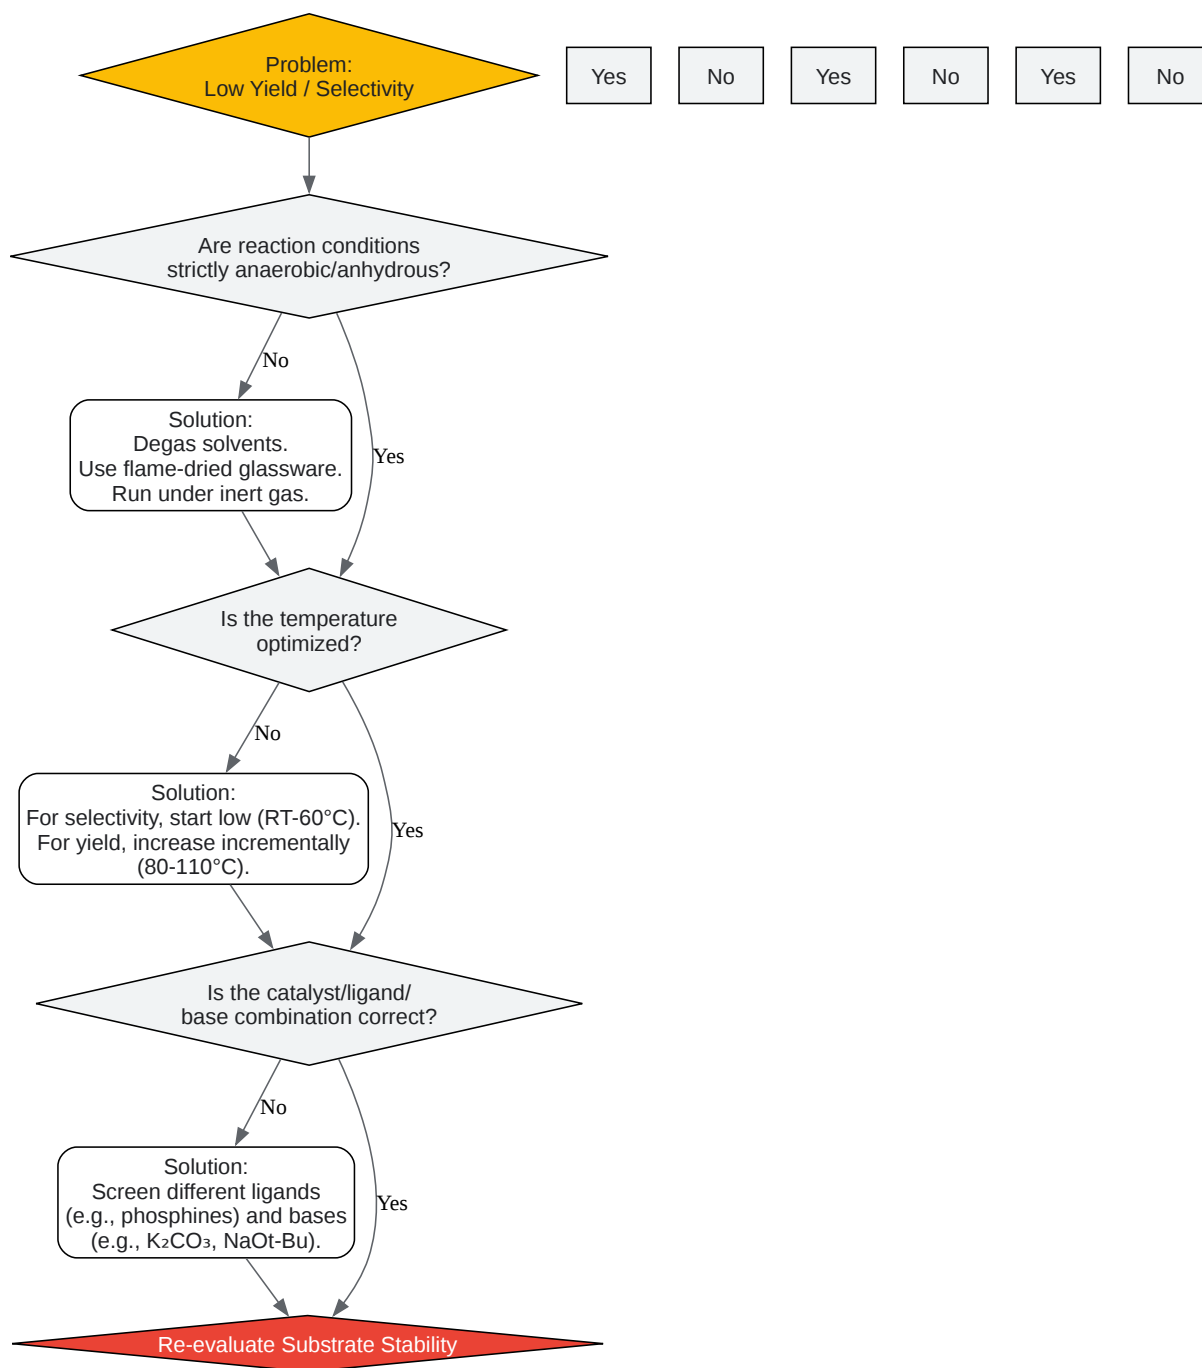 Problem:
Low Yield / Selectivity
Yes
No
Yes
No
Yes
No
Are reaction conditions
strictly anaerobic/anhydrous?
No
Solution:
Degas solvents.
Use flame-dried glassware.
Run under inert gas.
Yes
Is the temperature
optimized?
No
Solution:
For selectivity, start low (RT-60°C).
For yield, increase incrementally
(80-110°C).
Yes
Is the catalyst/ligand/
base combination correct?
No
Solution:
Screen different ligands
(e.g., phosphines) and bases
(e.g., K₂CO₃, NaOt-Bu).
Yes
Re-evaluate Substrate Stability